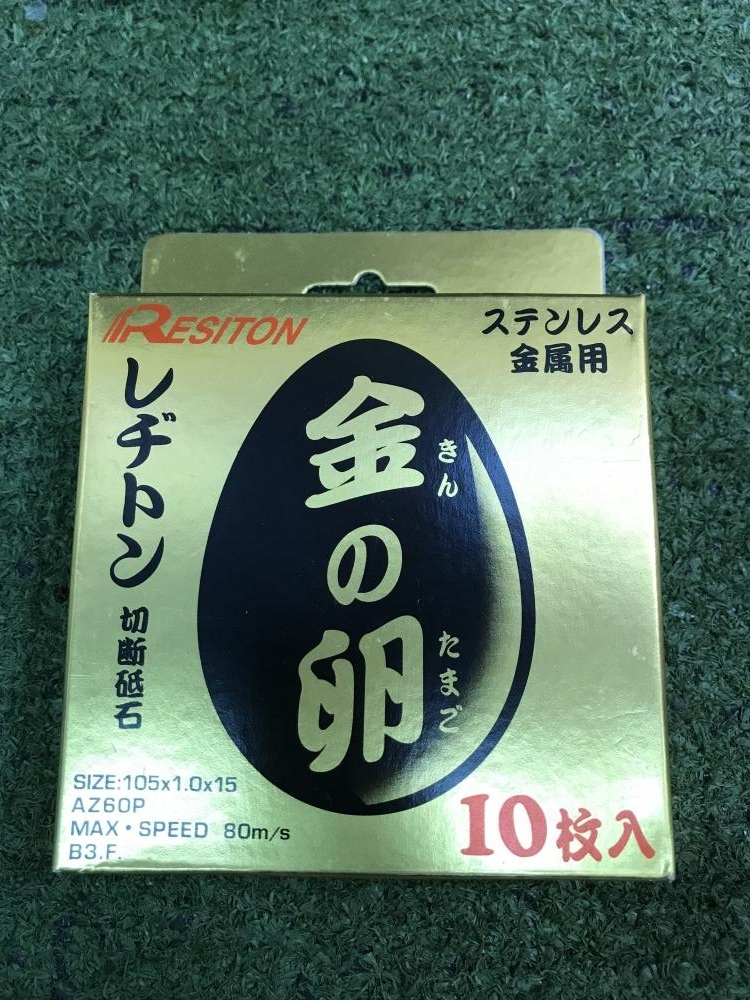 RESITON
ステンレス
金属用
レヂトン
切断砥石
金の卵
きん
たまご
SIZE:105x1.0x15
AZ60P
MAX・SPEED 80m/s
B3.F.
10枚入